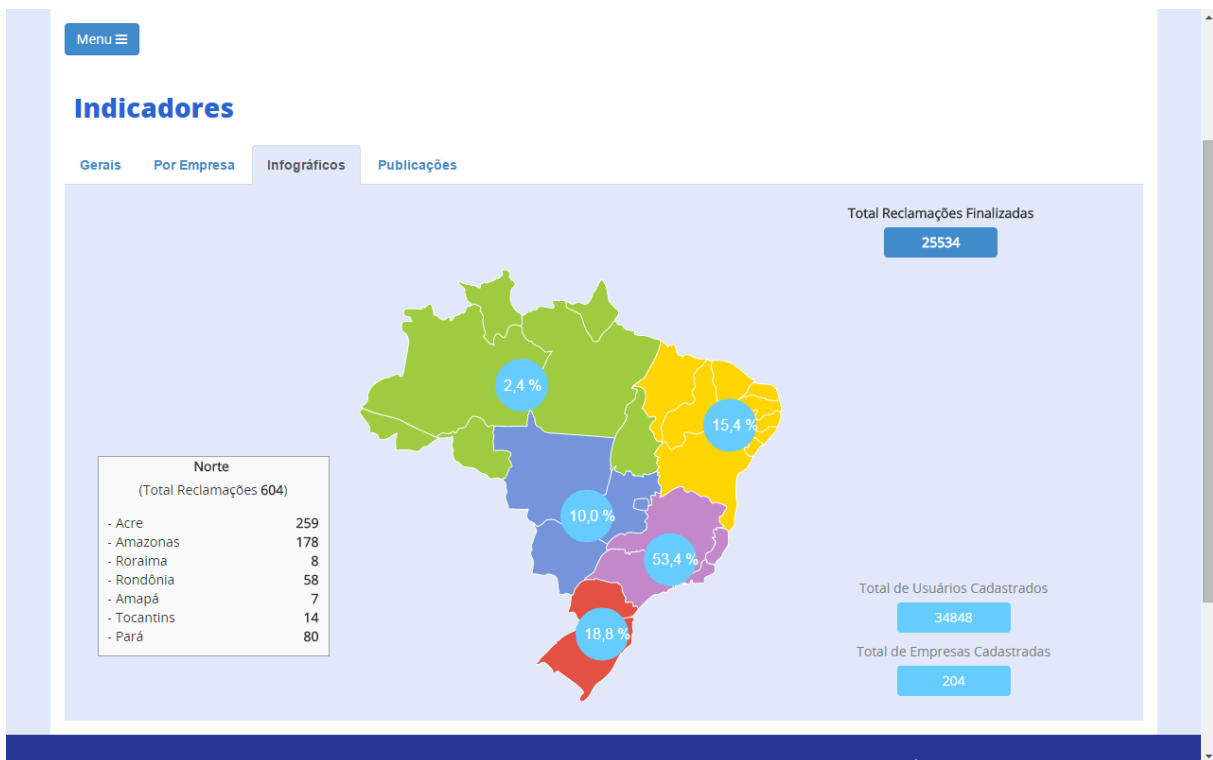 Menu
Indicadores
Gerais Por Empresa Infográficos Publicações
Total Reclamações Finalizadas
25534
2,4 %
15,4 %
10,0 %
53,4 %
18,8 %
Norte
(Total Reclamações 604)
- Acre 259
- Amazonas 178
- Roraima 8
- Rondônia 58
- Amapá 7
- Tocantins 14
- Pará 80
Total de Usuários Cadastrados
34848
Total de Empresas Cadastradas
204